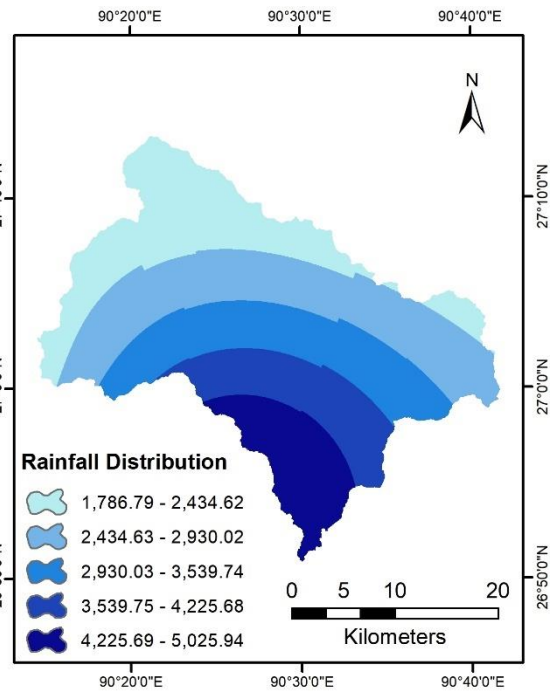 90°20'0"E 90°30'0"E 90°40'0"E
N
27°10'0"N
27°0'0"N
Rainfall Distribution
1,786.79 - 2,434.62
2,434.63 - 2,930.02
2,930.03 - 3,539.74
3,539.75 - 4,225.68
4,225.69 - 5,025.94
26°50'0"N
0 5 10 20
Kilometers
90°20'0"E 90°30'0"E 90°40'0"E